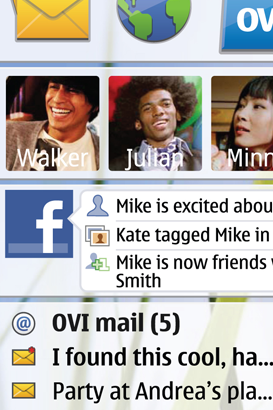 OV
Walker Julian Minn
f
Mike is excited abou
Kate tagged Mike in
Mike is now friends
Smith
@ OVI mail (5)
I found this cool, ha...
Party at Andrea's pla...